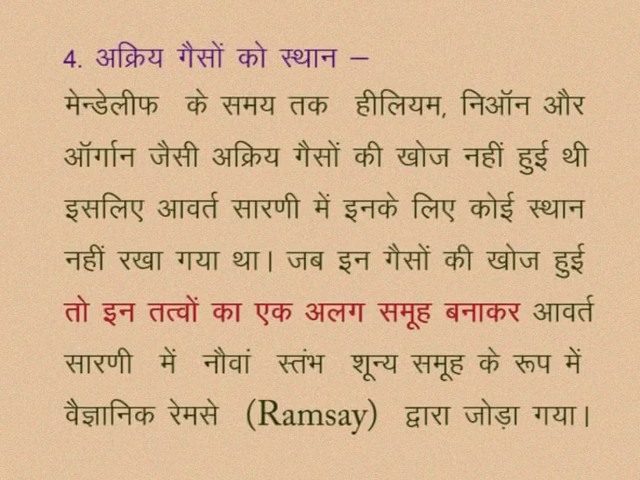 4. अक्रिय गैसों को स्थान –
मेन्डेलीफ के समय तक हीलियम, निऑन और
ऑर्गान जैसी अक्रिय गैसों की खोज नहीं हुई थी
इसलिए आवर्त सारणी में इनके लिए कोई स्थान
नहीं रखा गया था। जब इन गैसों की खोज हुई
तो इन तत्वों का एक अलग समूह बनाकर आवर्त
सारणी में नौवां स्तंभ शून्य समूह के रूप में
वैज्ञानिक रेमसे (Ramsay) द्वारा जोड़ा गया।